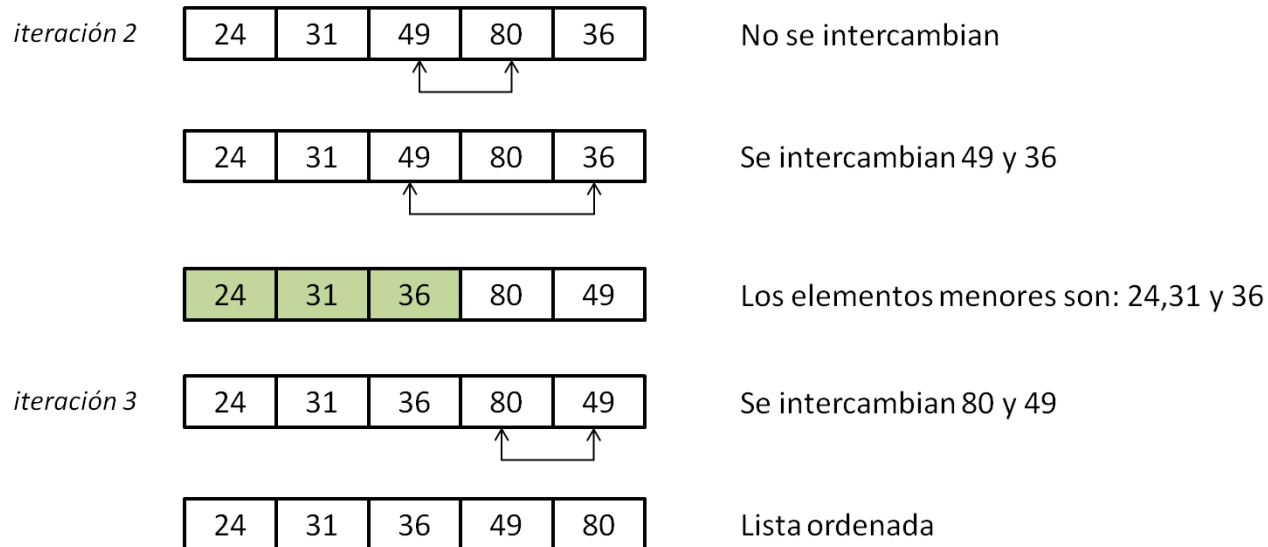 iteración 2 24 31 49 80 36 No se intercambian
24 31 49 80 36 Se intercambian 49 y 36
24 31 36 80 49 Los elementos menores son: 24,31 y 36
iteración 3 24 31 36 80 49 Se intercambian 80 y 49
24 31 36 49 80 Lista ordenada